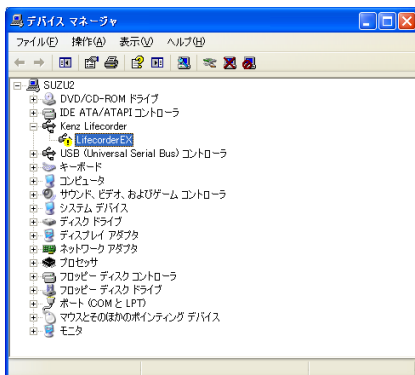 デバイス マネージャ
ファイル(F) 操作(A) 表示(V) ヘルプ(H)
SUZU2
DVD/CD-ROM ドライブ
IDE ATA/ATAPI コントローラ
Kenz Lifecorder
LifecorderEX
USB (Universal Serial Bus) コントローラ
キーボード
コンピュータ
サウンド、ビデオ、およびゲーム コントローラ
システム デバイス
ディスク ドライブ
ディスプレイ アダプタ
ネットワーク アダプタ
プロセッサ
フロッピー ディスク コントローラ
フロッピー ディスク ドライブ
ポート (COM と LPT)
マウスとそのほかのポインティング デバイス
モニタ